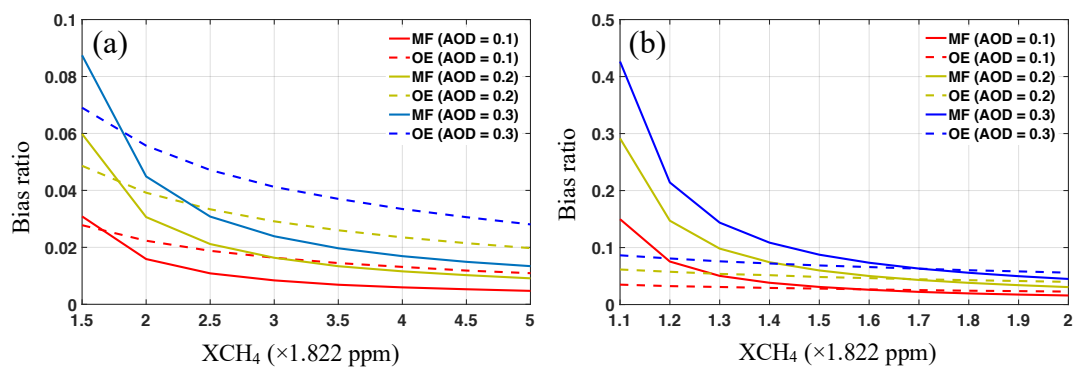 (a)
MF (AOD = 0.1)
OE (AOD = 0.1)
MF (AOD = 0.2)
OE (AOD = 0.2)
MF (AOD = 0.3)
OE (AOD = 0.3)
Bias ratio
0.1
0.08
0.06
0.04
0.02
0
1.5 2 2.5 3 3.5 4 4.5 5
XCH₄ (×1.822 ppm)
(b)
MF (AOD = 0.1)
OE (AOD = 0.1)
MF (AOD = 0.2)
OE (AOD = 0.2)
MF (AOD = 0.3)
OE (AOD = 0.3)
Bias ratio
0.5
0.4
0.3
0.2
0.1
0
1.1 1.2 1.3 1.4 1.5 1.6 1.7 1.8 1.9 2
XCH₄ (×1.822 ppm)